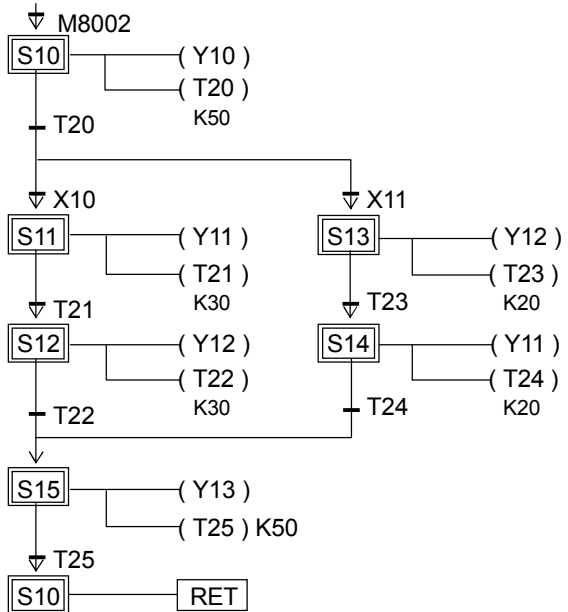 M8002
S10 ( Y10 )
( T20 )
K50
T20
X10 X11
S11 ( Y11 ) S13 ( Y12 )
( T21 ) ( T23 )
K30 K20
T21 T23
S12 ( Y12 ) S14 ( Y11 )
( T22 ) ( T24 )
K30 K20
T22 T24
S15 ( Y13 )
( T25 ) K50
T25
S10 RET